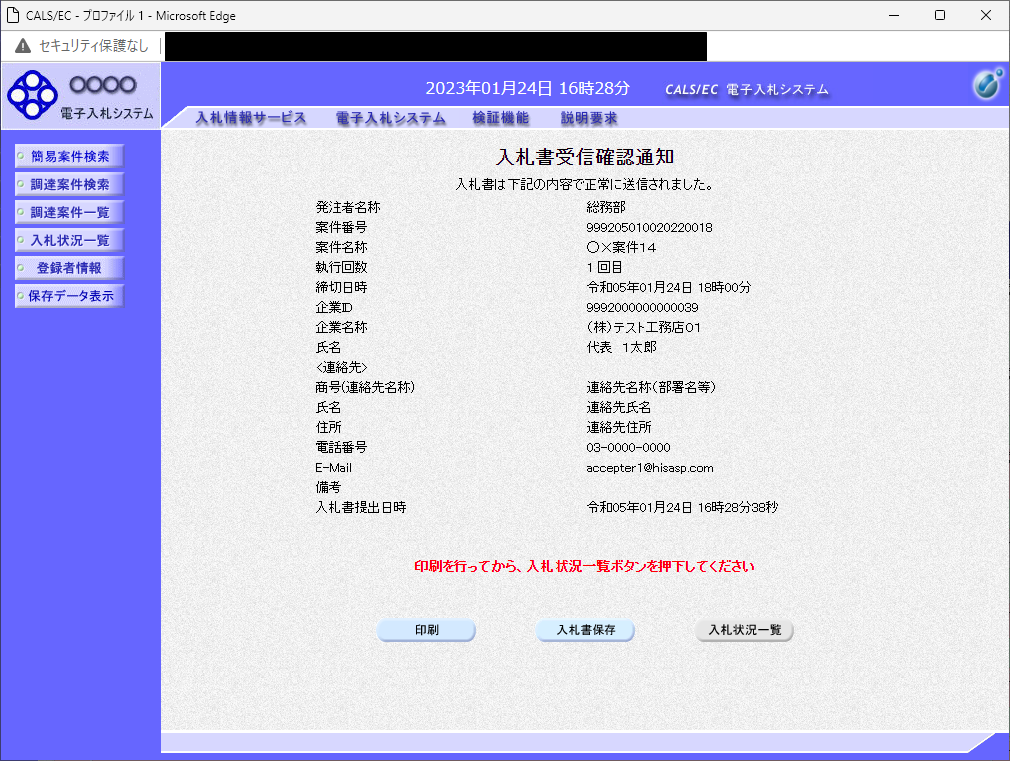 CALS/EC - プロファイル 1 - Microsoft Edge
セキュリティ保護なし
〇〇〇〇
電子入札システム
2023年01月24日 16時28分
CALS/EC 電子入札システム
入札情報サービス 電子入札システム 検証機能 説明要求
簡易案件検索
調達案件検索
調達案件一覧
入札状況一覧
登録者情報
保存データ表示
入札書受信確認通知
入札書は下記の内容で正常に送信されました。
発注者名称 総務部
案件番号 999205010020220018
案件名称 〇×案件14
執行回数 1 回目
締切日時 令和05年01月24日 18時00分
企業ID 9992000000000039
企業名称 (株)テスト工務店01
氏名 代表 1太郎
<連絡先>
商号(連絡先名称) 連絡先名称(部署名等)
氏名 連絡先氏名
住所 連絡先住所
電話番号 03-0000-0000
E-Mail accepter1@hisasp.com
備考
入札書提出日時 令和05年01月24日 16時28分38秒
印刷を行ってから、入札状況一覧ボタンを押下してください
印刷 入札書保存 入札状況一覧